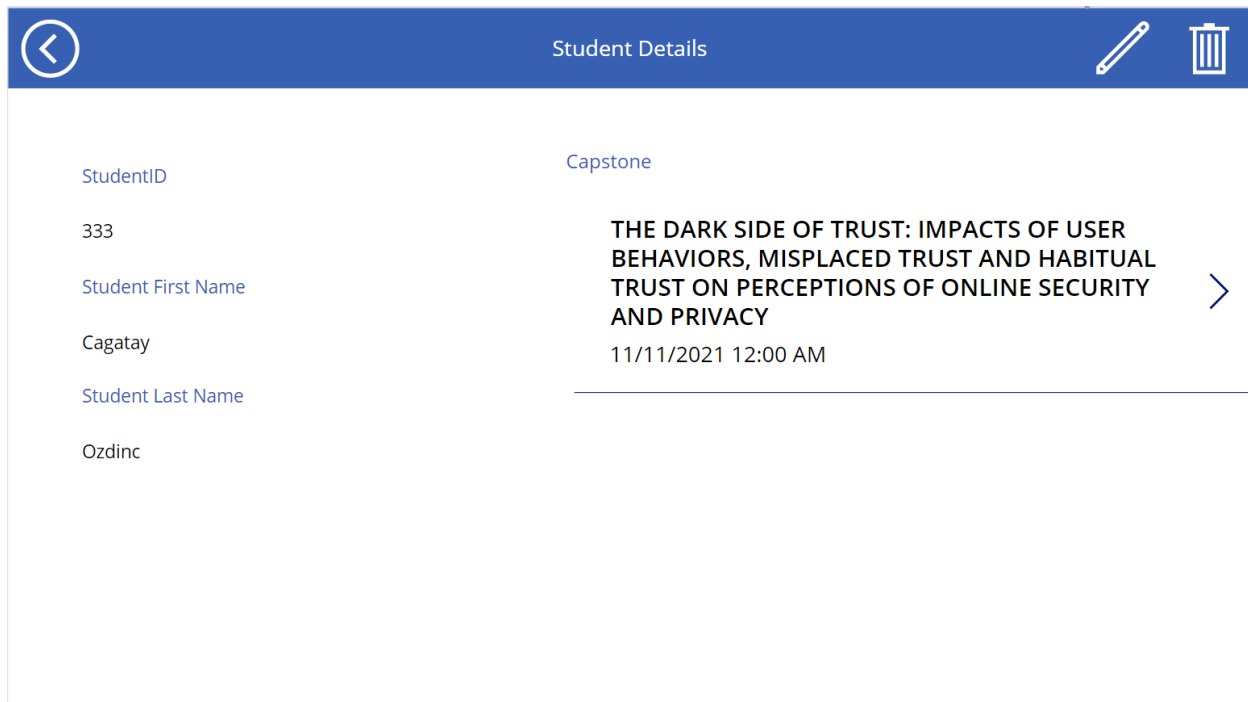 Student Details
StudentID
333
Student First Name
Cagatay
Student Last Name
Ozdinc
Capstone
THE DARK SIDE OF TRUST: IMPACTS OF USER
BEHAVIORS, MISPLACED TRUST AND HABITUAL
TRUST ON PERCEPTIONS OF ONLINE SECURITY
AND PRIVACY
11/11/2021 12:00 AM